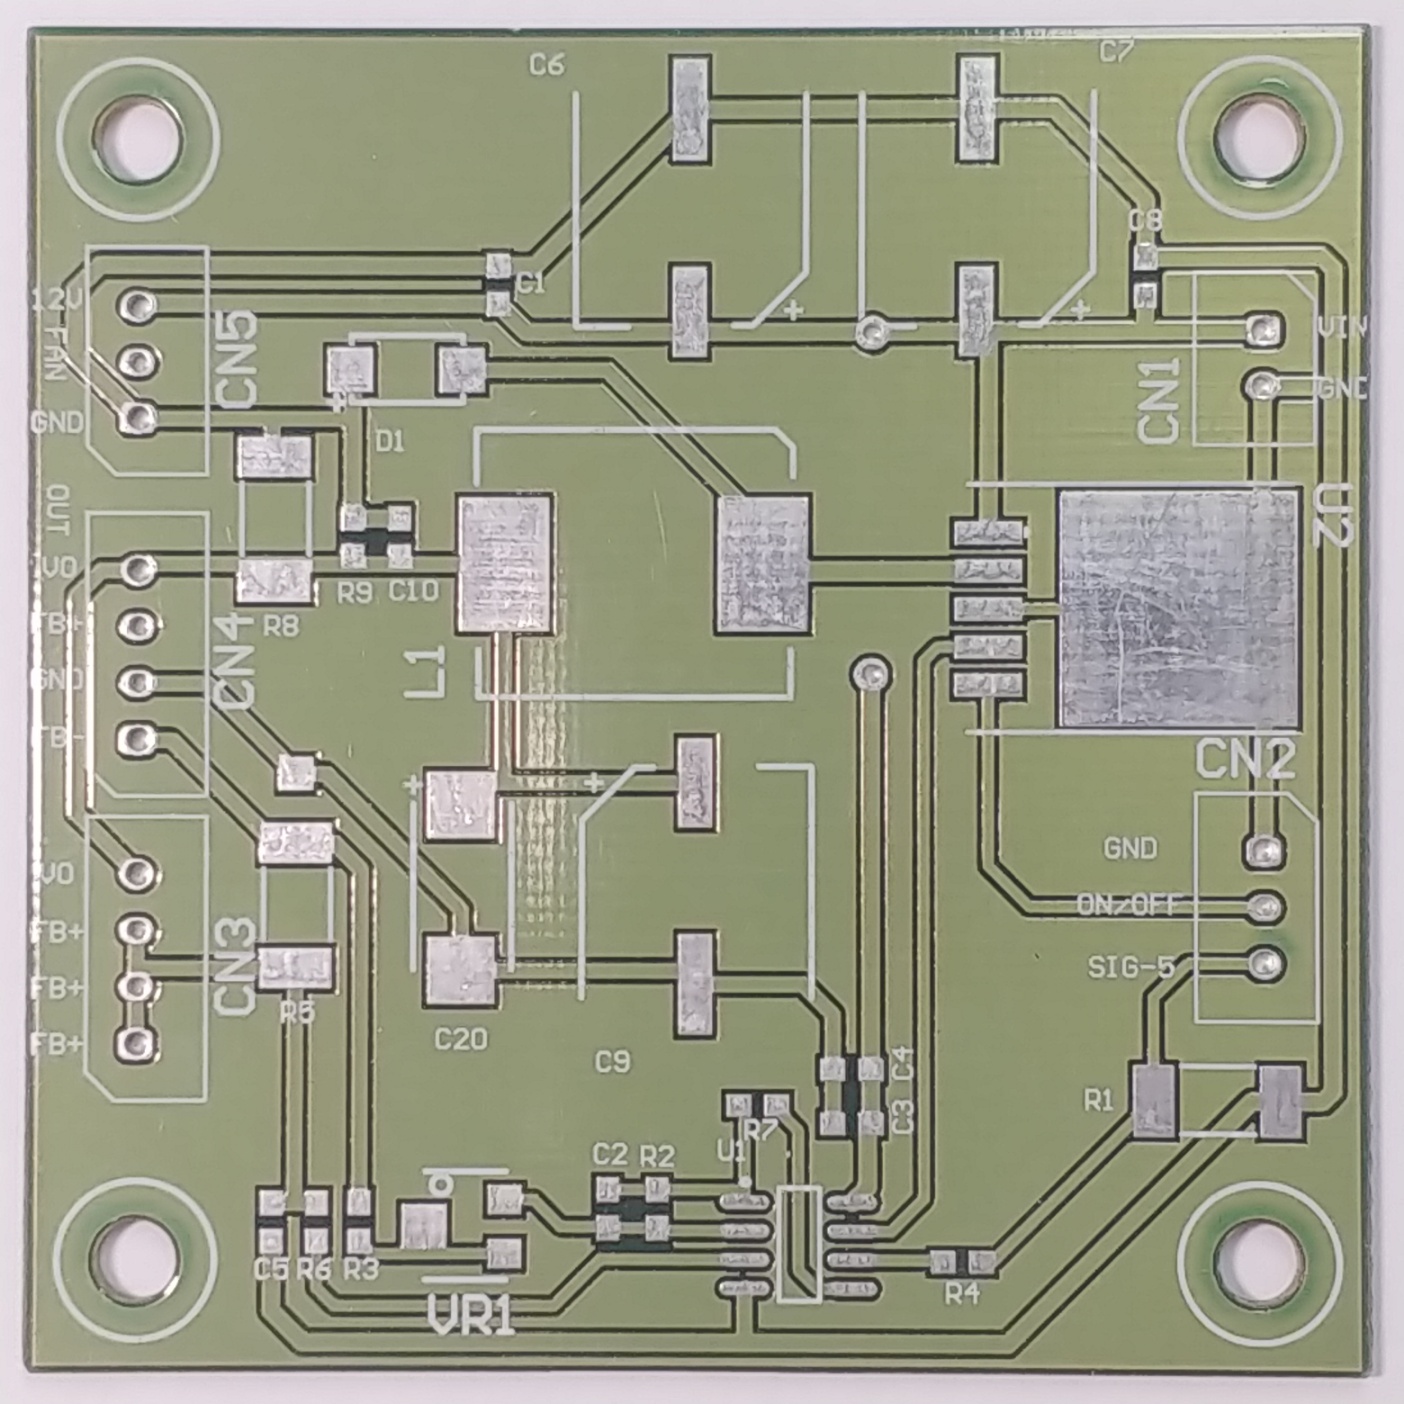 C6
C7
C8
C1
12V
FAN
GND
CN5
VIN
GND
CN1
D1
U2
OUT
VO
FB+
GND
FB-
R9
C10
R8
CN4
L1
+
+
+
+
+
CN2
GND
ON/OFF
SIG-5
VO
FB+
FB+
FB+
CN3
R5
C20
C9
C4
C3
R1
R7
U1
C2
R2
C5
R6
R3
VR1
R4